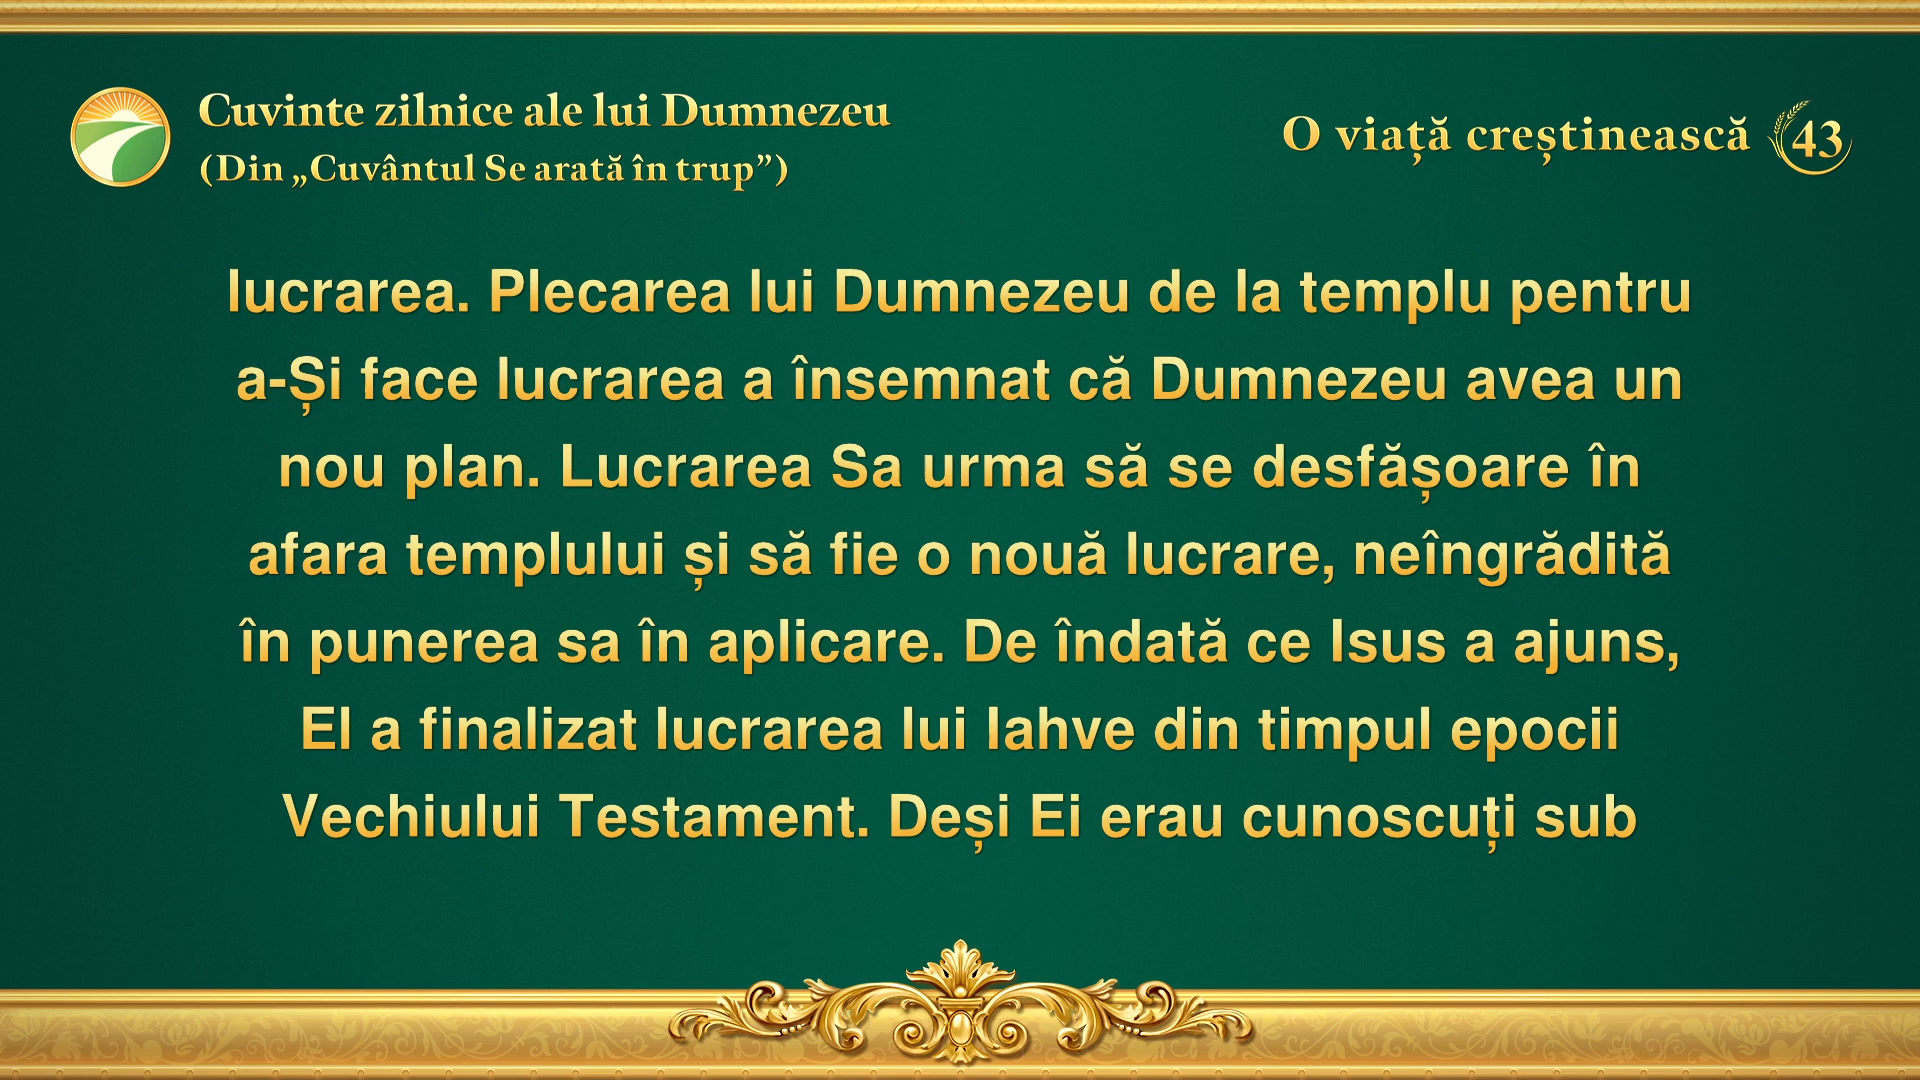 Cuvinte zilnice ale lui Dumnezeu
(Din „Cuvântul Se arată în trup”)
O viață creștinească 43
lucrarea. Plecarea lui Dumnezeu de la templu pentru
a-Și face lucrarea a însemnat că Dumnezeu avea un
nou plan. Lucrarea Sa urma să se desfășoare în
afara templului și să fie o nouă lucrare, neîngrădită
în punerea sa în aplicare. De îndată ce Isus a ajuns,
El a finalizat lucrarea lui Iahve din timpul epocii
Vechiului Testament. Deși Ei erau cunoscuți sub